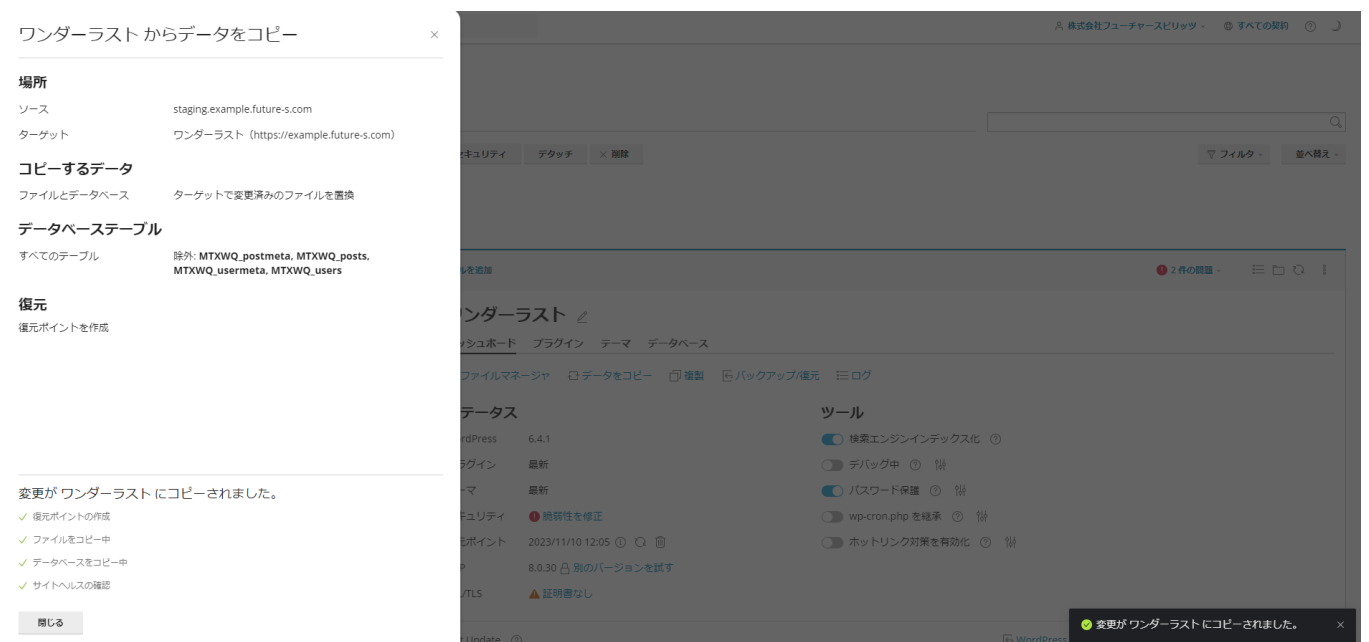 ワンダーラスト からデータをコピー
場所
ソース staging.example.future-s.com
ターゲット ワンダーラスト（https://example.future-s.com）
コピーするデータ
ファイルとデータベース ターゲットで変更済みのファイルを置換
データベーステーブル
すべてのテーブル 除外: MTXWQ_postmeta, MTXWQ_posts,
MTXWQ_usermeta, MTXWQ_users
復元
復元ポイントを作成
変更が ワンダーラスト にコピーされました。
復元ポイントの作成
ファイルをコピー中
データベースをコピー中
サイトヘルスの確認
閉じる
株式会社フューチャースピリッツ すべての契約
キュリティ デタッチ 削除 フィルタ 並べ替え
ルを追加 2 件の問題
ンダーラスト
ッシュボード プラグイン テーマ データベース
ファイルマネージャ データをコピー 複製 バックアップ/復元 ログ
テータス ツール
rdPress 6.4.1 検索エンジンインデックス化
ラグイン 最新 デバッグ中
ーマ 最新 パスワード保護
キュリティ 脆弱性を修正 wp-cron.php を継承
元ポイント 2023/11/10 12:05 ホットリンク対策を有効化
P 8.0.30 別のバージョンを試す
/TLS 証明書なし
t Update WordPress
変更が ワンダーラスト にコピーされました。